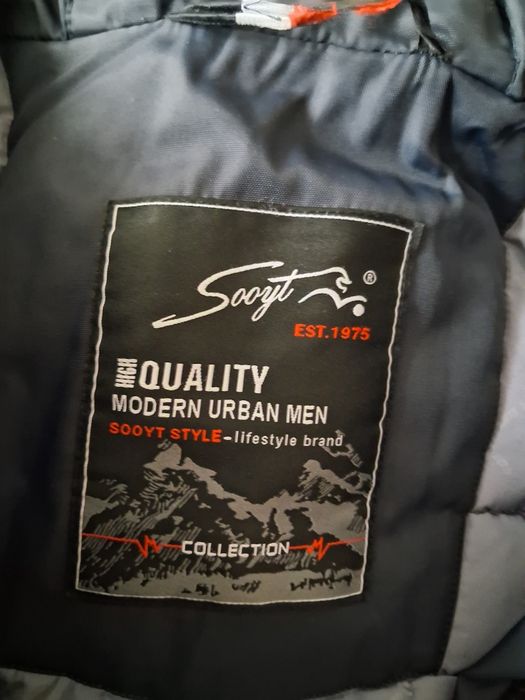 Sooyt ®
EST.1975
HIGH QUALITY
MODERN URBAN MEN
SOOYT STYLE-lifestyle brand
COLLECTION